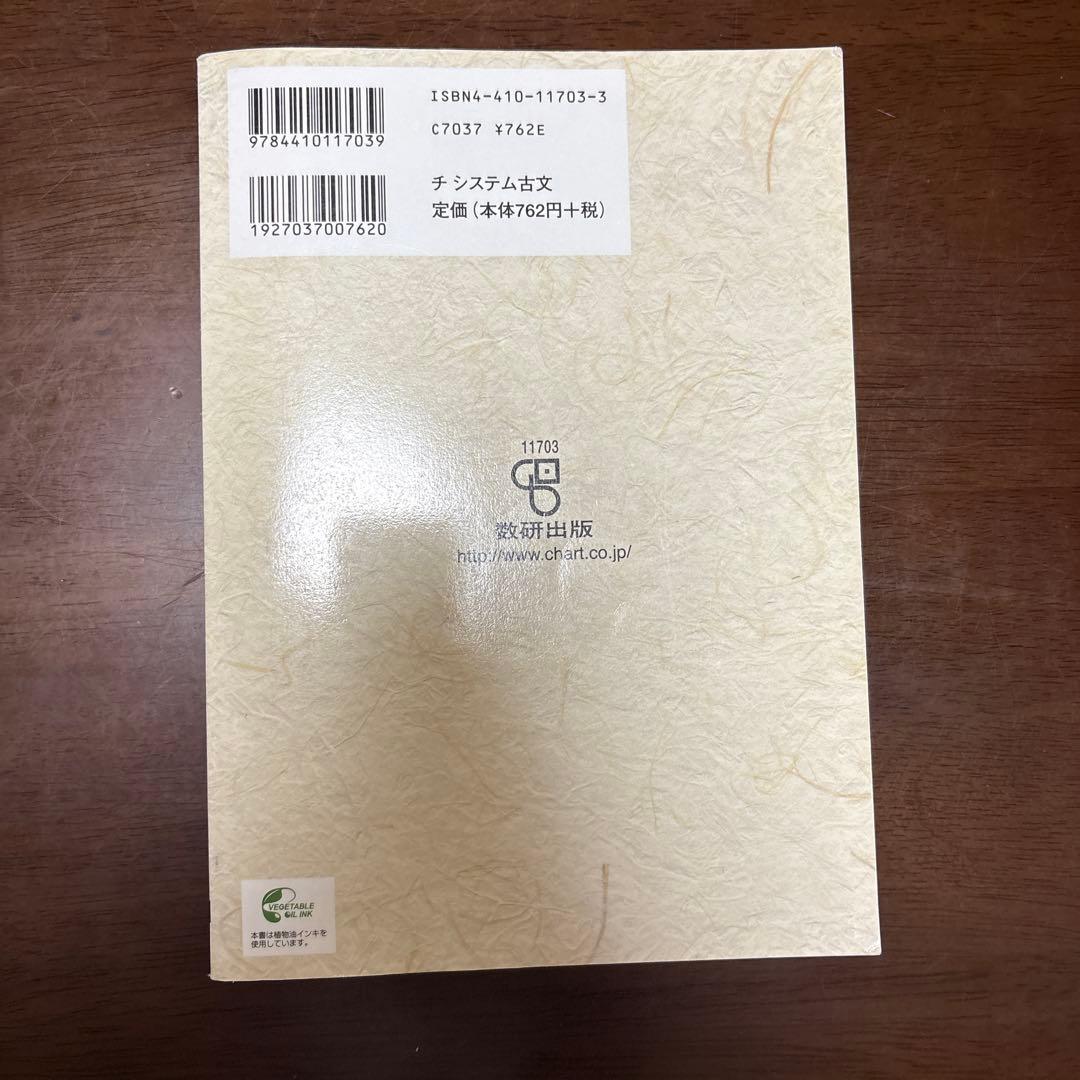 ISBN4-410-11703-3
C7037 ¥762E
9784410117039
チ システム古文
定価(本体762円+税)
1927037007620
11703
数研出版
http://www.chart.co.jp/
VEGETABLE
OIL INK
本書は植物油インキを
使用しています。